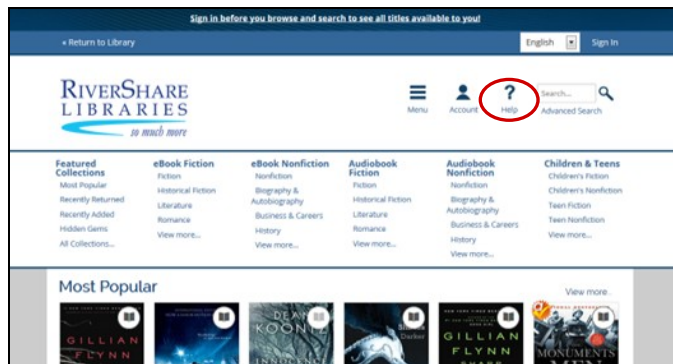 Sign in before you browse and search to see all titles available to you!
« Return to Library
English
Sign In
RIVERSHARE
LIBRARIES
so much more
Menu
Account
?
Help
Search...
Advanced Search
Featured
Collections
Most Popular
Recently Returned
Recently Added
Hidden Gems
All Collections...
eBook Fiction
Fiction
Historical Fiction
Literature
Romance
View more...
eBook Nonfiction
Nonfiction
Biography &
Autobiography
Business & Careers
History
View more...
Audiobook
Fiction
Fiction
Historical Fiction
Literature
Romance
View more...
Audiobook
Nonfiction
Nonfiction
Biography &
Autobiography
Business & Careers
History
View more...
Children & Teens
Children's Fiction
Children's Nonfiction
Teen Fiction
Teen Nonfiction
View more...
Most Popular
View more...
GILLIAN
FLYNN
DEAN
KOONTZ
Darker
GILLIAN
FLYNN
MONUMENTS
MEN